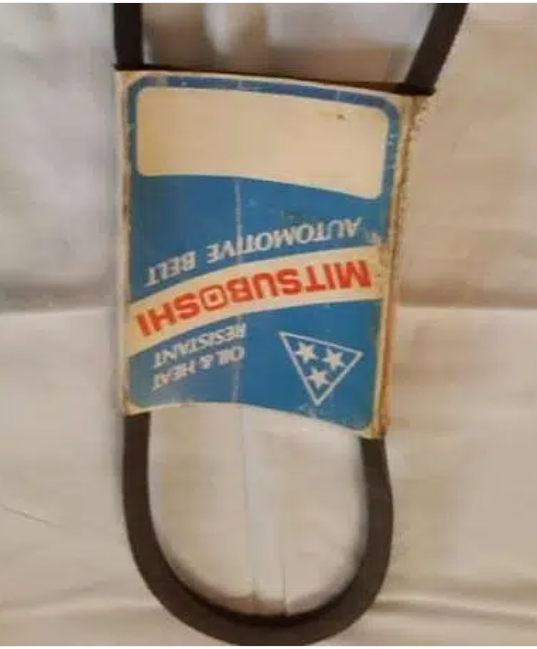 OIL & HEAT
RESISTANT
MITSUBOSHI
AUTOMOTIVE BELT